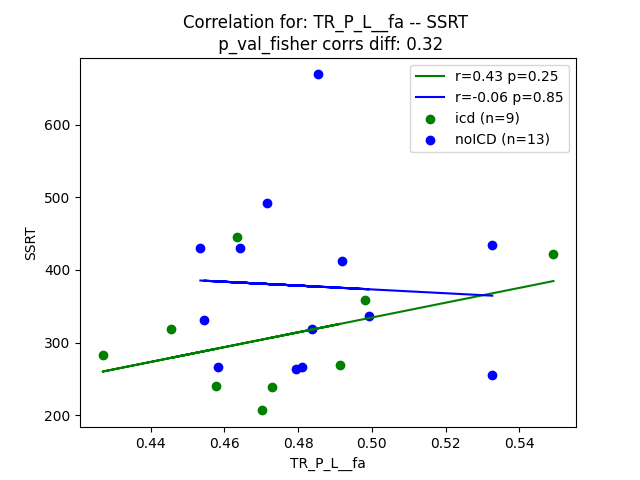 Correlation for: TR_P_L__fa -- SSRT
p_val_fisher corrs diff: 0.32
r=0.43 p=0.25
r=-0.06 p=0.85
icd (n=9)
noICD (n=13)
600
500
400
300
200
SSRT
0.44 0.46 0.48 0.50 0.52 0.54
TR_P_L__fa